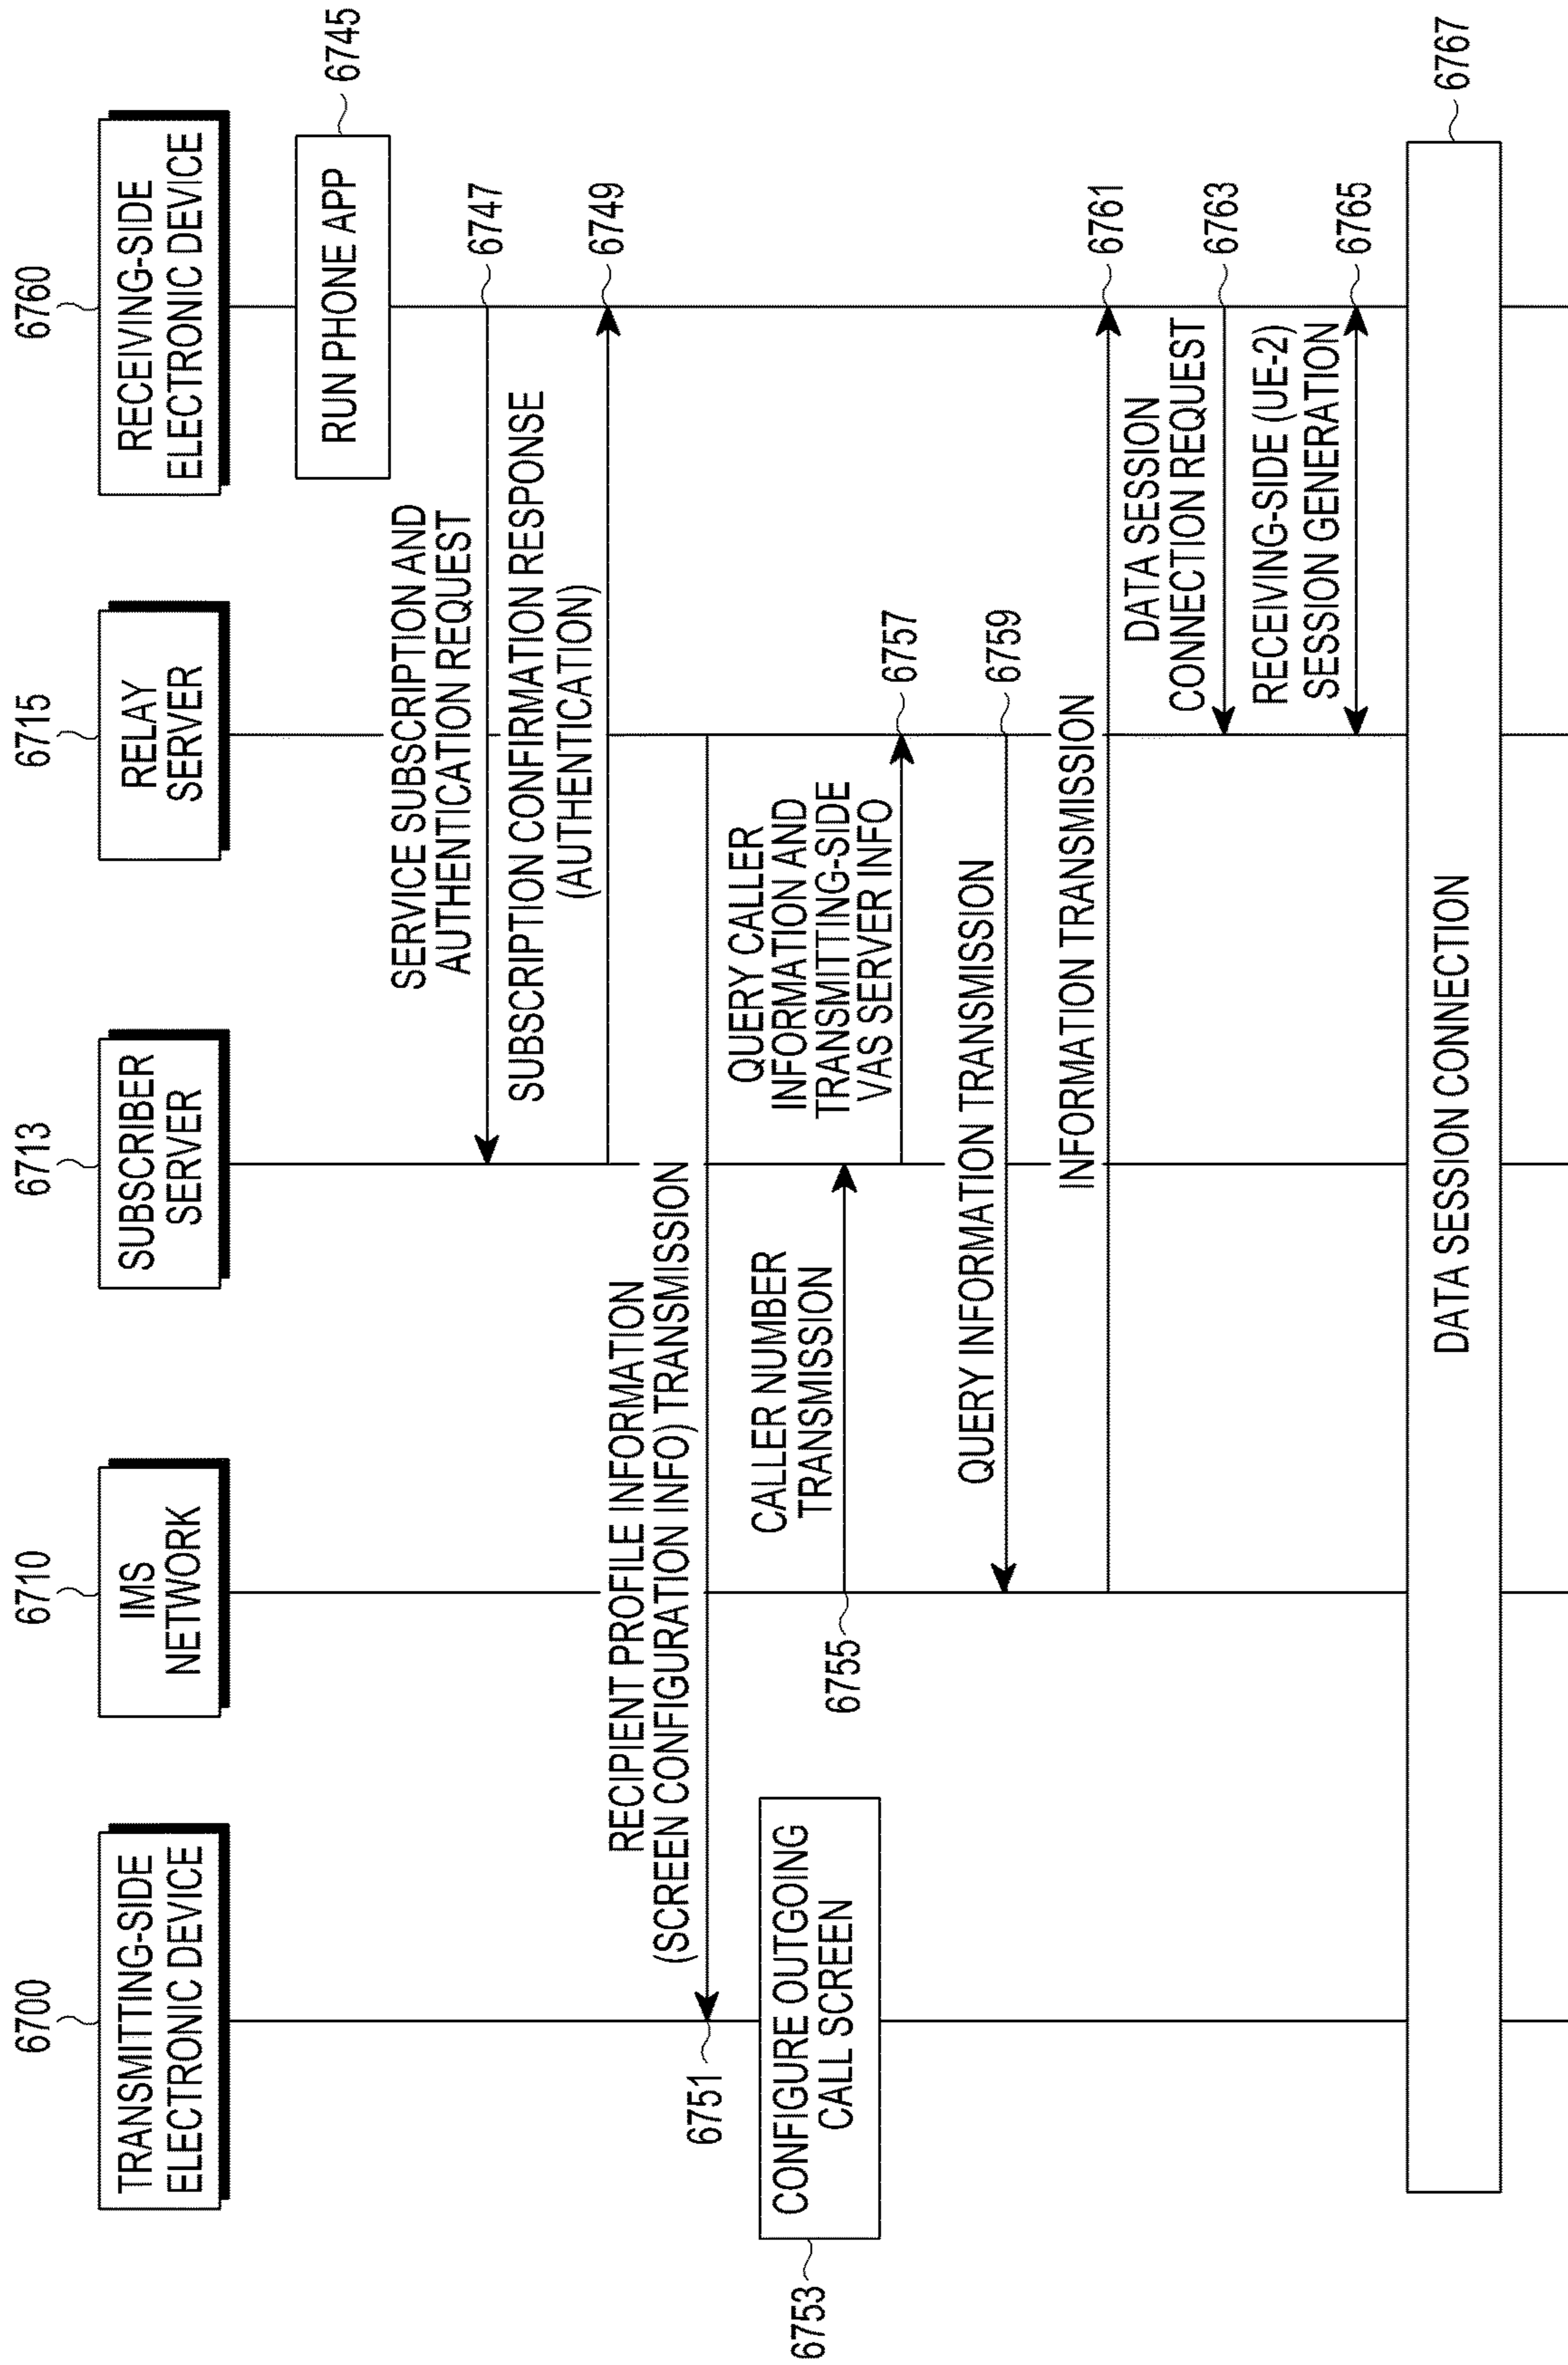 6700
TRANSMITTING-SIDE
ELECTRONIC DEVICE
6710
IMS
NETWORK
6713
SUBSCRIBER
SERVER
6715
RELAY
SERVER
6760
RECEIVING-SIDE
ELECTRONIC DEVICE
RUN PHONE APP
6745
SERVICE SUBSCRIPTION AND
AUTHENTICATION REQUEST
6747
SUBSCRIPTION CONFIRMATION RESPONSE
(AUTHENTICATION)
6749
RECIPIENT PROFILE INFORMATION
(SCREEN CONFIGURATION INFO) TRANSMISSION
6751
6753
CONFIGURE OUTGOING
CALL SCREEN
CALLER NUMBER
TRANSMISSION
6755
QUERY CALLER
INFORMATION AND
TRANSMITTING-SIDE
VAS SERVER INFO
6757
QUERY INFORMATION TRANSMISSION
6759
INFORMATION TRANSMISSION
6761
DATA SESSION
CONNECTION REQUEST
6763
RECEIVING-SIDE (UE-2)
SESSION GENERATION
6765
DATA SESSION CONNECTION
6767